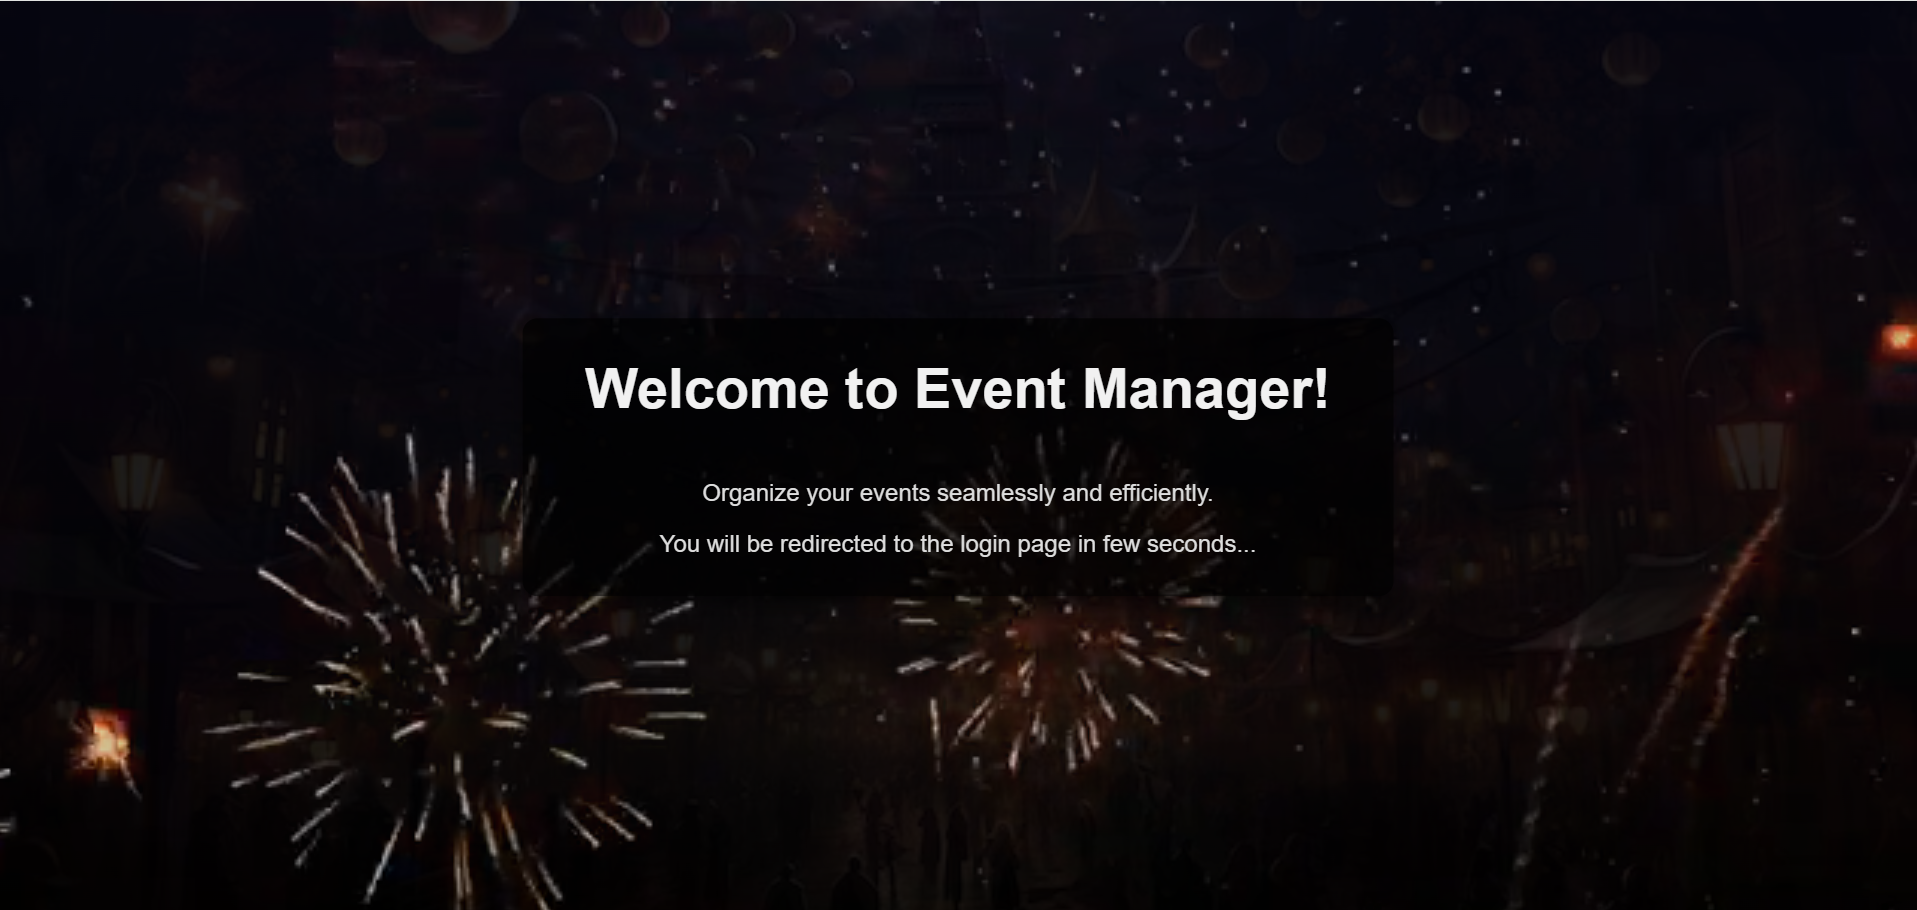 Welcome to Event Manager!
Organize your events seamlessly and efficiently.
You will be redirected to the login page in few seconds...